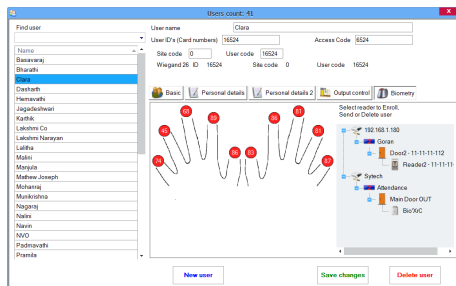 Users count: 41
x
Find user
Name
Basavaraj
Bharathi
Clara
Dasharth
Hemavathi
Jagadeshwari
Karthik
Lakshmi Co
Lakshmi Narayan
Lalitha
Malini
Manjula
Mathew Joseph
Mohanraj
Munikrishna
Nagaraj
Nalini
Navin
NVO
Padmavathi
Pramila
User name Clara
User ID's (Card numbers) 16524 Access Code 6524
Site code 0 User code 16524
Wiegand 26 ID 16524 Site code 0 User code 16524
Basic Personal details Personal details 2 Output control Biometry
68 89 86 81
45 81
74 86 83 87
Select reader to Enroll,
Send or Delete user
192.168.1.180
Goran
Door2 - 11-11-11-112
Reader2 - 11-11-11-
Sytech
Attendance
Main Door OUT
Bio'XrC
New user Save changes Delete user